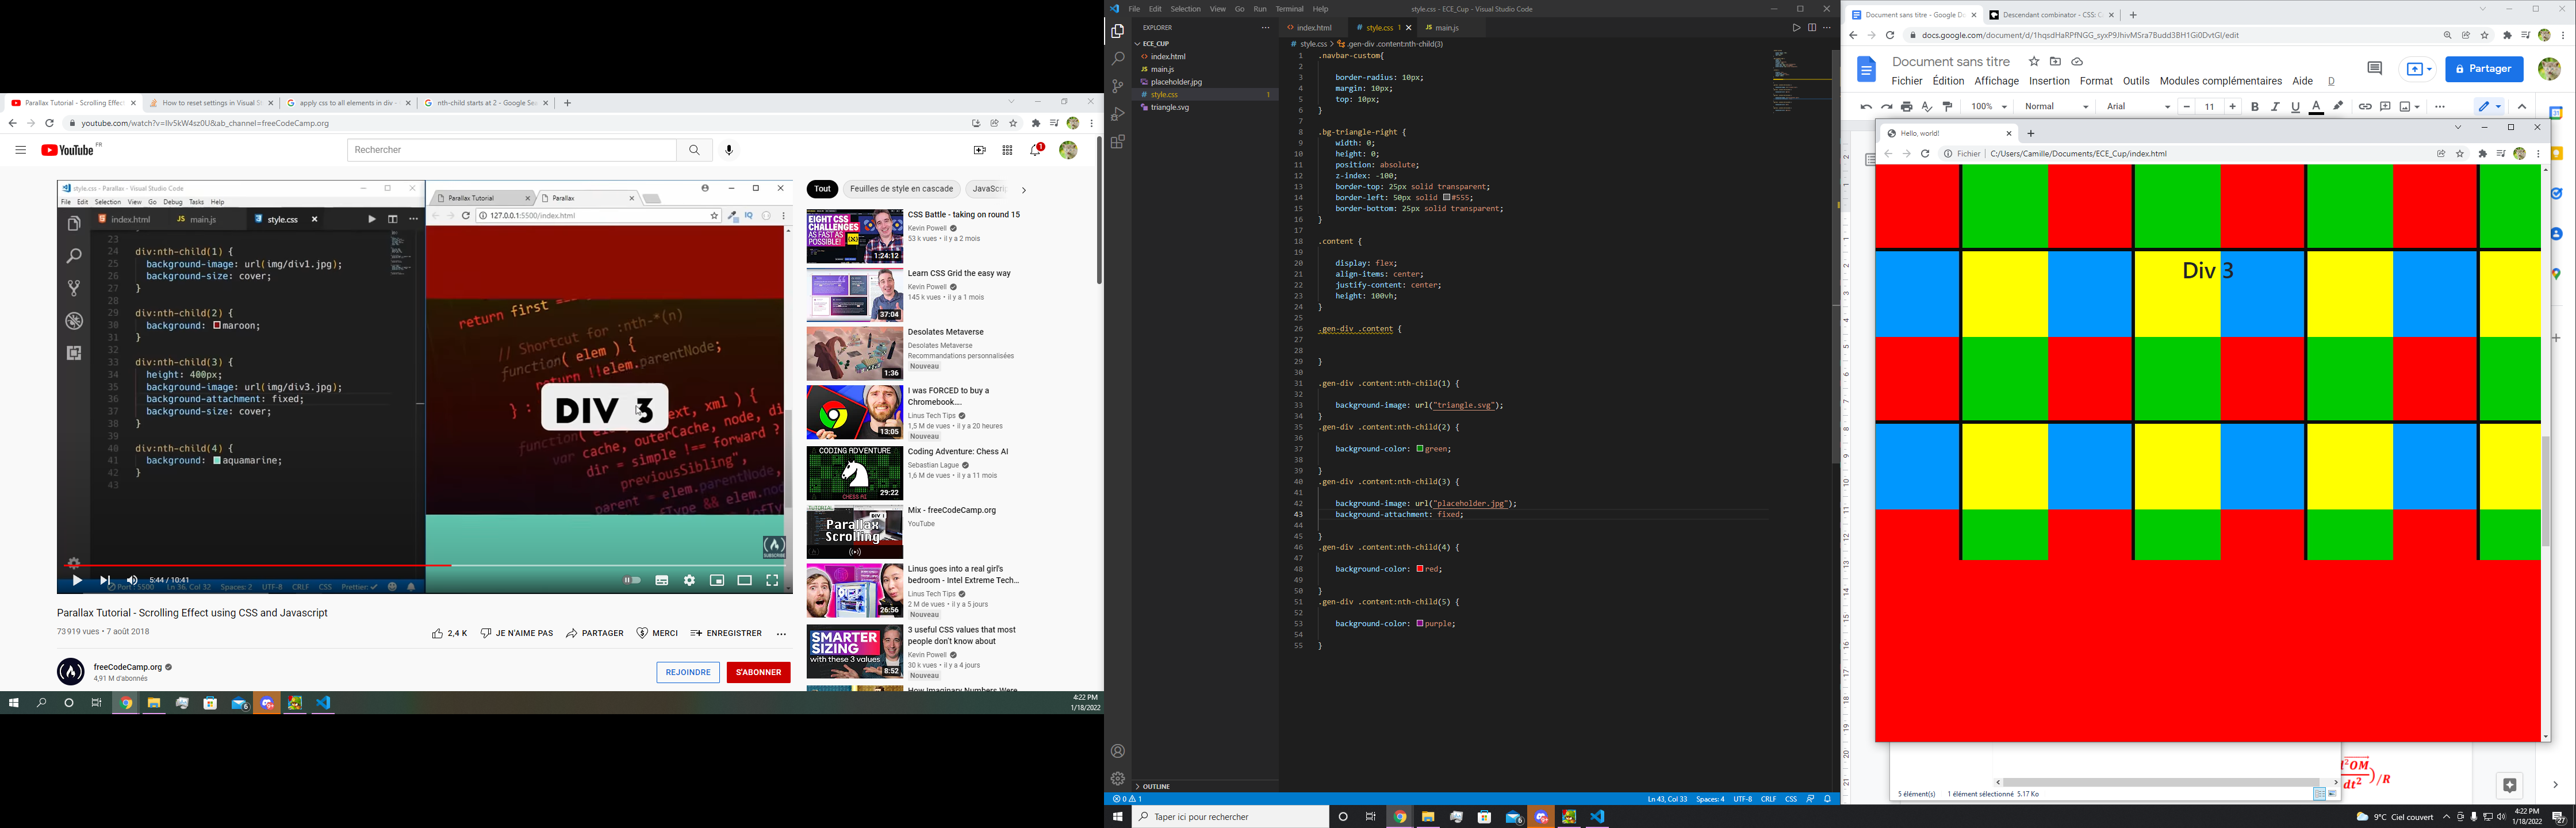 Parallax Tutorial - Scrolling Effect
How to reset settings in Visual St
apply css to all elements in div -
nth-child starts at 2 - Google Sea
youtube.com/watch?v=IIv5kW4sz0U&ab_channel=freeCodeCamp.org
YouTube FR
Rechercher
style.css - Parallax - Visual Studio Code
File Edit Selection View Go Debug Tasks Help
index.html
main.js
style.css
23
24 div:nth-child(1) {
25 background-image: url(img/div1.jpg);
26 background-size: cover;
27 }
28
29 div:nth-child(2) {
30 background: maroon;
31 }
32
33 div:nth-child(3) {
34 height: 400px;
35 background-image: url(img/div3.jpg);
36 background-attachment: fixed;
37 background-size: cover;
38 }
39
40 div:nth-child(4) {
41 background: aquamarine;
42 }
43
Parallax Tutorial
Parallax
127.0.0.1:5500/index.html
return first ===
// Shortcut for :nth-*(n)
function( elem ) {
return !!elem.parentNode;
DIV 3
5:44 / 10:41
Parallax Tutorial - Scrolling Effect using CSS and Javascript
73 919 vues • 7 août 2018
2,4 K
JE N'AIME PAS
PARTAGER
MERCI
ENREGISTRER
freeCodeCamp.org
4,91 M d'abonnés
REJOINDRE
S'ABONNER
Tout
Feuilles de style en cascade
JavaScri
CSS Battle - taking on round 15
Kevin Powell
53 k vues • il y a 2 mois
1:24:12
Learn CSS Grid the easy way
Kevin Powell
145 k vues • il y a 1 mois
37:04
Desolates Metaverse
Desolates Metaverse
Recommandations personnalisées
Nouveau
1:36
I was FORCED to buy a
Chromebook....
Linus Tech Tips
1,5 M de vues • il y a 20 heures
Nouveau
13:05
Coding Adventure: Chess AI
Sebastian Lague
1,6 M de vues • il y a 11 mois
29:22
Mix - freeCodeCamp.org
YouTube
Parallax
Scrolling
Linus goes into a real girl's
bedroom - Intel Extreme Tech...
Linus Tech Tips
2 M de vues • il y a 5 jours
Nouveau
26:56
3 useful CSS values that most
people don't know about
Kevin Powell
30 k vues • il y a 4 jours
Nouveau
8:52
SMARTER
SIZING
with these 3 values
How Imaginary Numbers Were
4:22 PM
1/18/2022
File Edit Selection View Go Run Terminal Help
style.css - ECE_Cup - Visual Studio Code
EXPLORER
ECE_CUP
index.html
main.js
placeholder.jpg
style.css 1
triangle.svg
OUTLINE
index.html
style.css 1
main.js
style.css > .gen-div .content:nth-child(3)
1 .navbar-custom{
2
3 border-radius: 10px;
4 margin: 10px;
5 top: 10px;
6 }
7
8 .bg-triangle-right {
9 width: 0;
10 height: 0;
11 position: absolute;
12 z-index: -100;
13 border-top: 25px solid transparent;
14 border-left: 50px solid #555;
15 border-bottom: 25px solid transparent;
16 }
17
18 .content {
19
20 display: flex;
21 align-items: center;
22 justify-content: center;
23 height: 100vh;
24 }
25
26 .gen-div .content {
27
28
29 }
30
31 .gen-div .content:nth-child(1) {
32
33 background-image: url("triangle.svg");
34 }
35 .gen-div .content:nth-child(2) {
36
37 background-color: green;
38
39 }
40 .gen-div .content:nth-child(3) {
41
42 background-image: url("placeholder.jpg");
43 background-attachment: fixed;
44
45 }
46 .gen-div .content:nth-child(4) {
47
48 background-color: red;
49
50 }
51 .gen-div .content:nth-child(5) {
52
53 background-color: purple;
54
55 }
0 1
Ln 43, Col 33
Spaces: 4
UTF-8
CRLF
CSS
Taper ici pour rechercher
Document sans titre - Google Do
Descendant combinator - CSS: C
docs.google.com/document/d/1hqsdHaRPfNGG_syxP9JhivMSra7Budd3BH1Gi0DvtGI/edit
Document sans titre
Fichier Édition Affichage Insertion Format Outils Modules complémentaires Aide D
Partager
100%
Normal
Arial
11
Hello, world!
Fichier
C:/Users/Camille/Documents/ECE_Cup/index.html
Div 3
5 élément(s)
1 élément sélectionné 5.17 Ko
9°C Ciel couvert
4:22 PM
1/18/2022